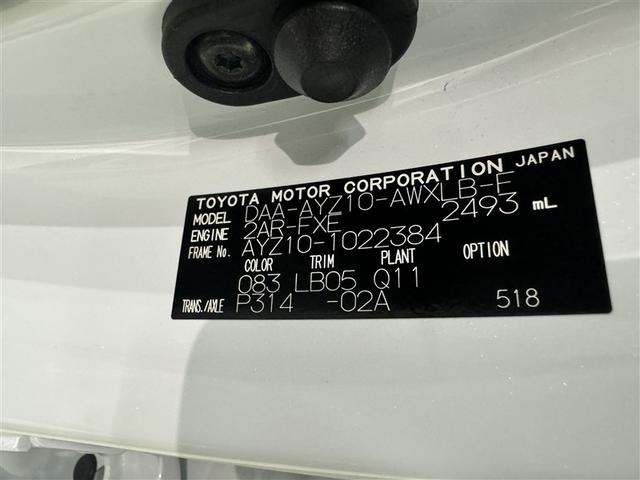 TOYOTA MOTOR CORPORATION JAPAN
MODEL DAA-AYZ10-AWXLB-E
ENGINE 2AR-FXE 2493 mL
FRAME No. AYZ10-1022384
COLOR TRIM PLANT OPTION
083 LB05 Q11
TRANS./AXLE P314 -02A 518